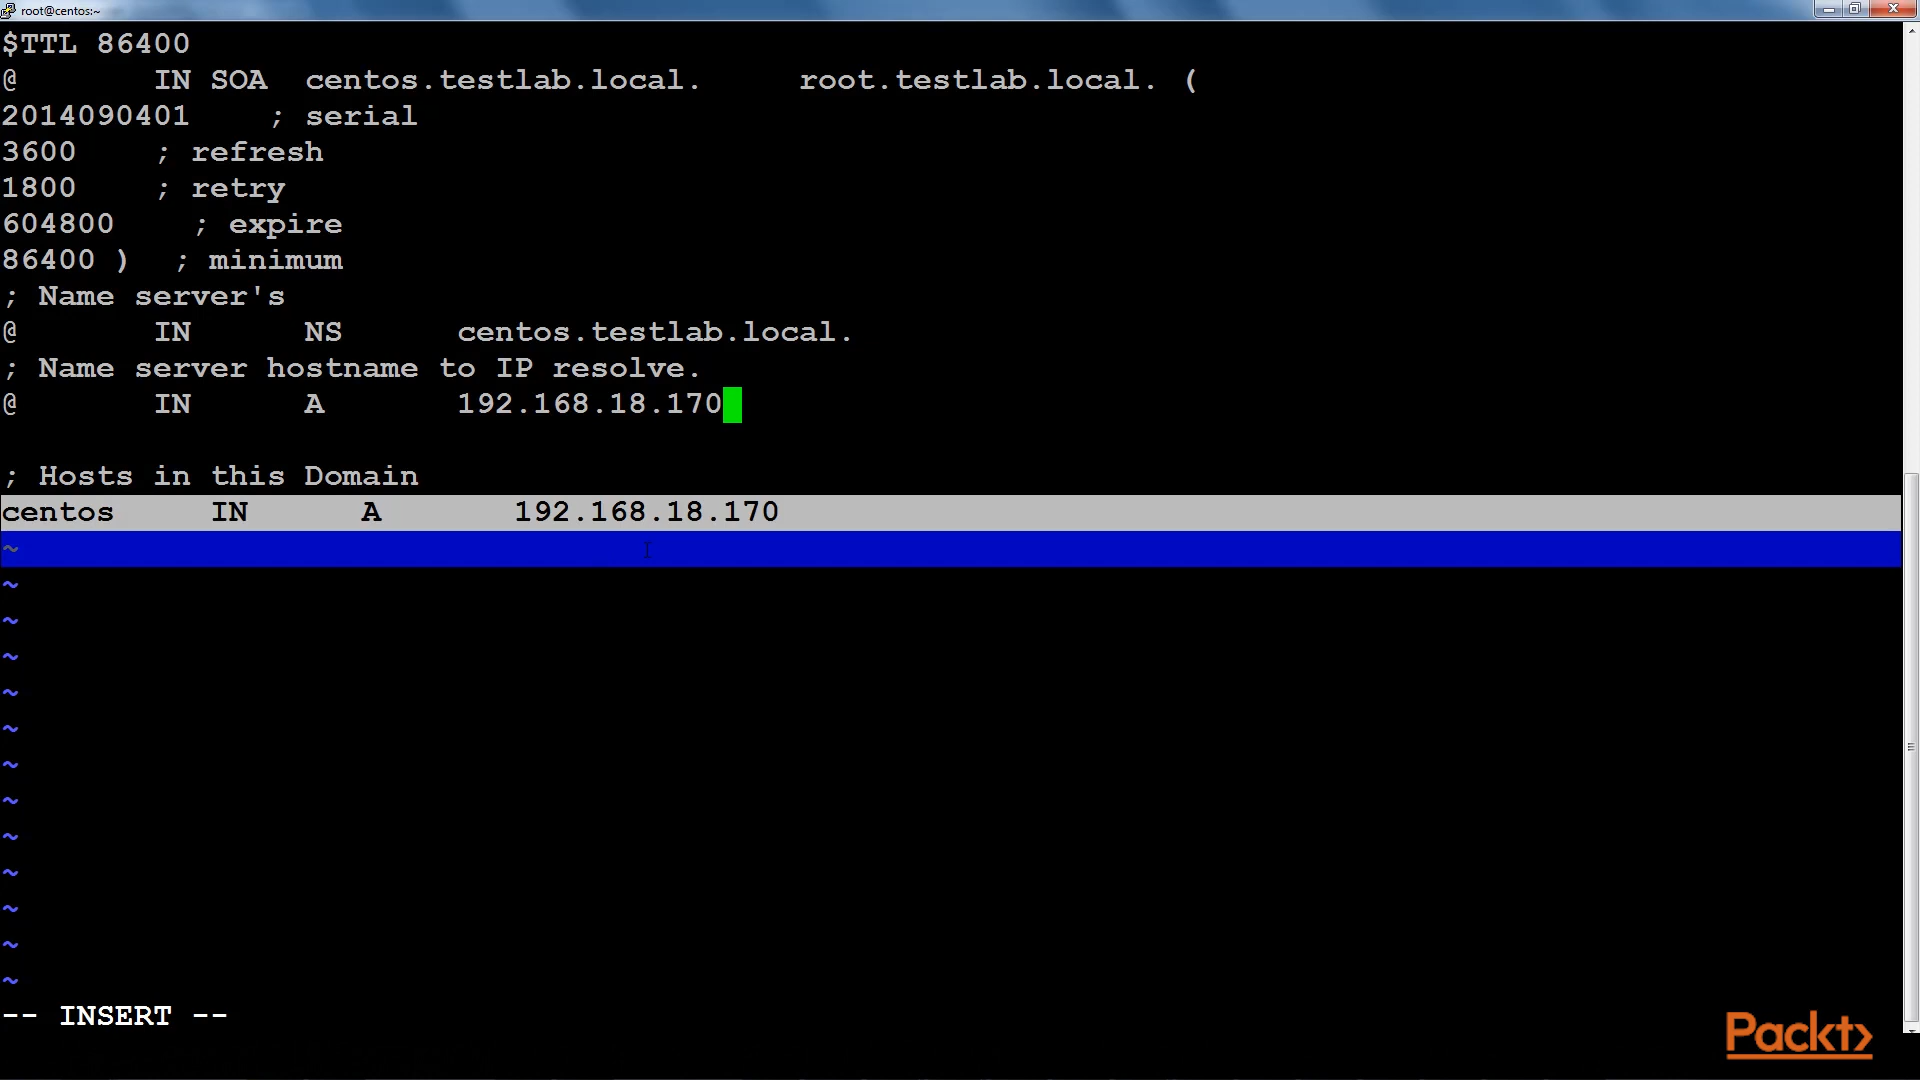 root@centos:~
$TTL 86400
@ IN SOA centos.testlab.local. root.testlab.local. (
2014090401 ; serial
3600 ; refresh
1800 ; retry
604800 ; expire
86400 ) ; minimum
; Name server's
@ IN NS centos.testlab.local.
; Name server hostname to IP resolve.
@ IN A 192.168.18.170
; Hosts in this Domain
centos IN A 192.168.18.170
~
~
~
~
~
~
~
~
~
~
~
~
~
-- INSERT --
Packt>